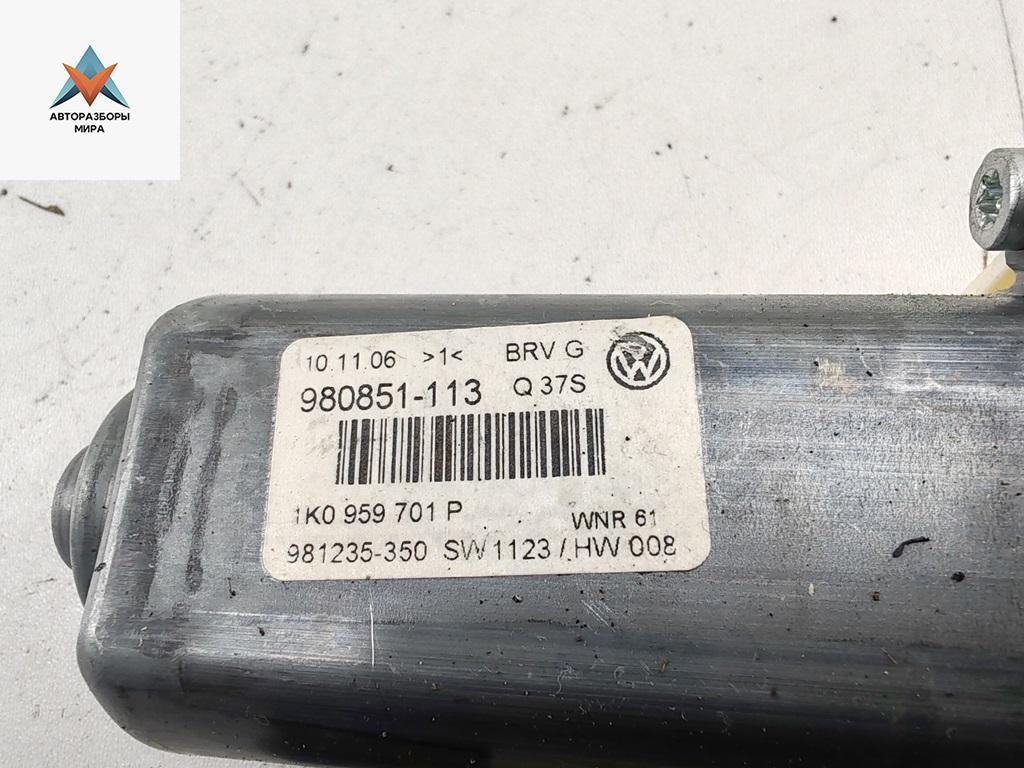 АВТОРАЗБОРЫ
МИРА
10.11.06 >1< BRV G
980851-113 Q 37S
1K0 959 701 P WNR 61
981235-350 SW 1123 / HW 008